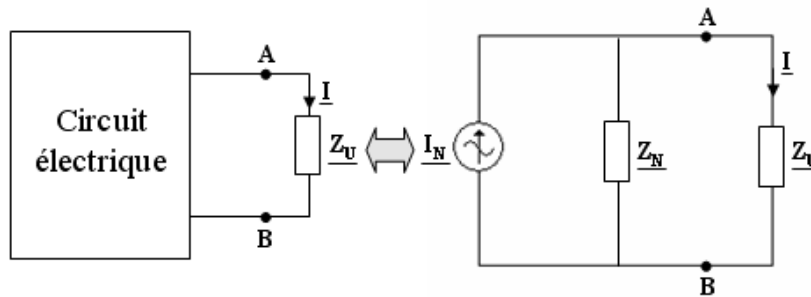 A
I
Circuit
électrique
Z_U
B
A
I
I_N
Z_N
Z_U
B